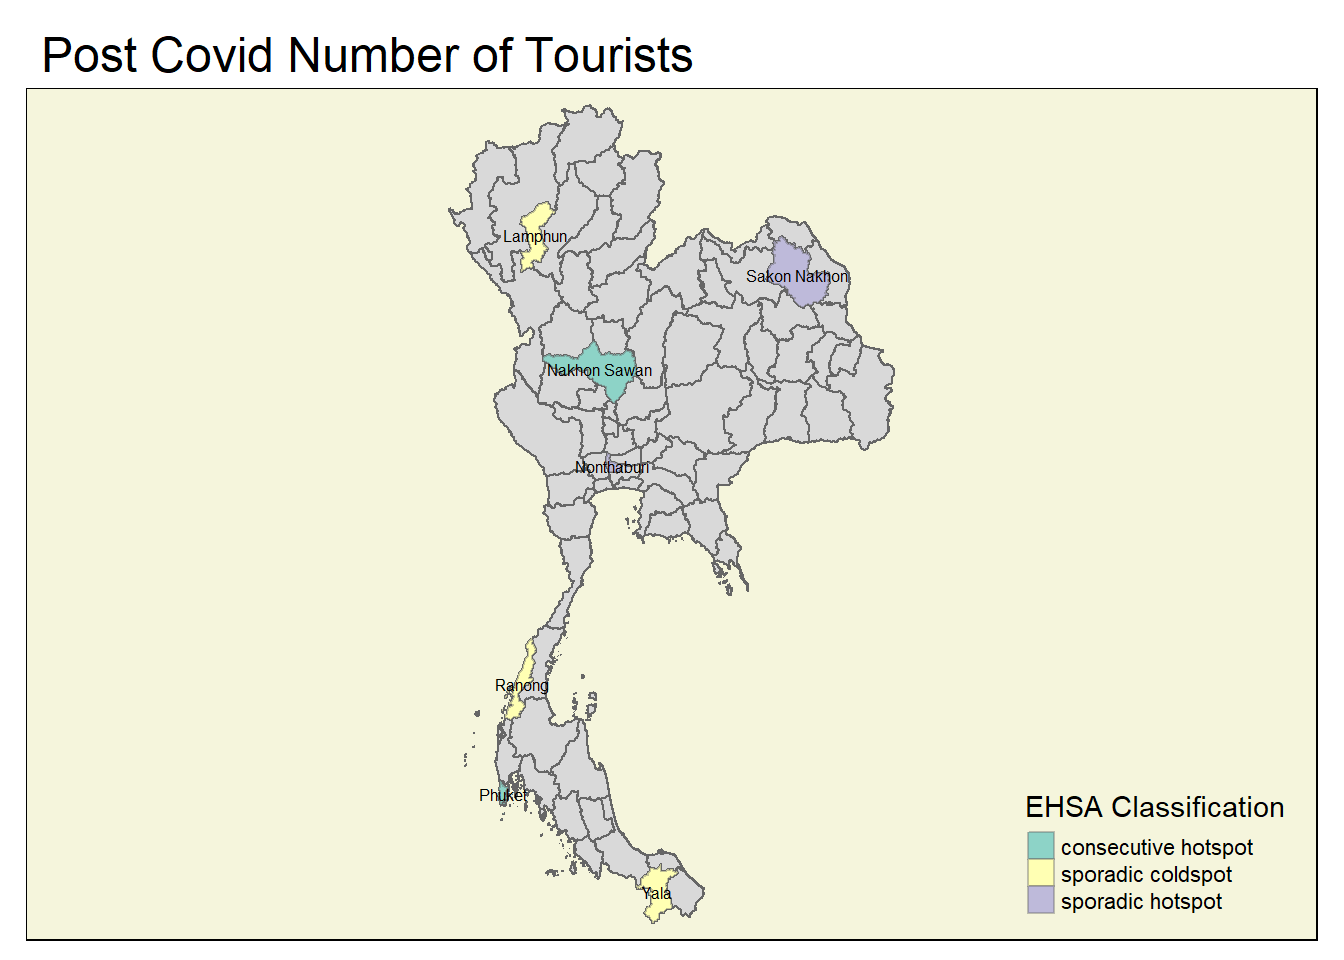 Post Covid Number of Tourists
Lamphun
Sakon Nakhon
Nakhon Sawan
Nonthaburi
Ranong
Phuket
Yala
EHSA Classification
consecutive hotspot
sporadic coldspot
sporadic hotspot